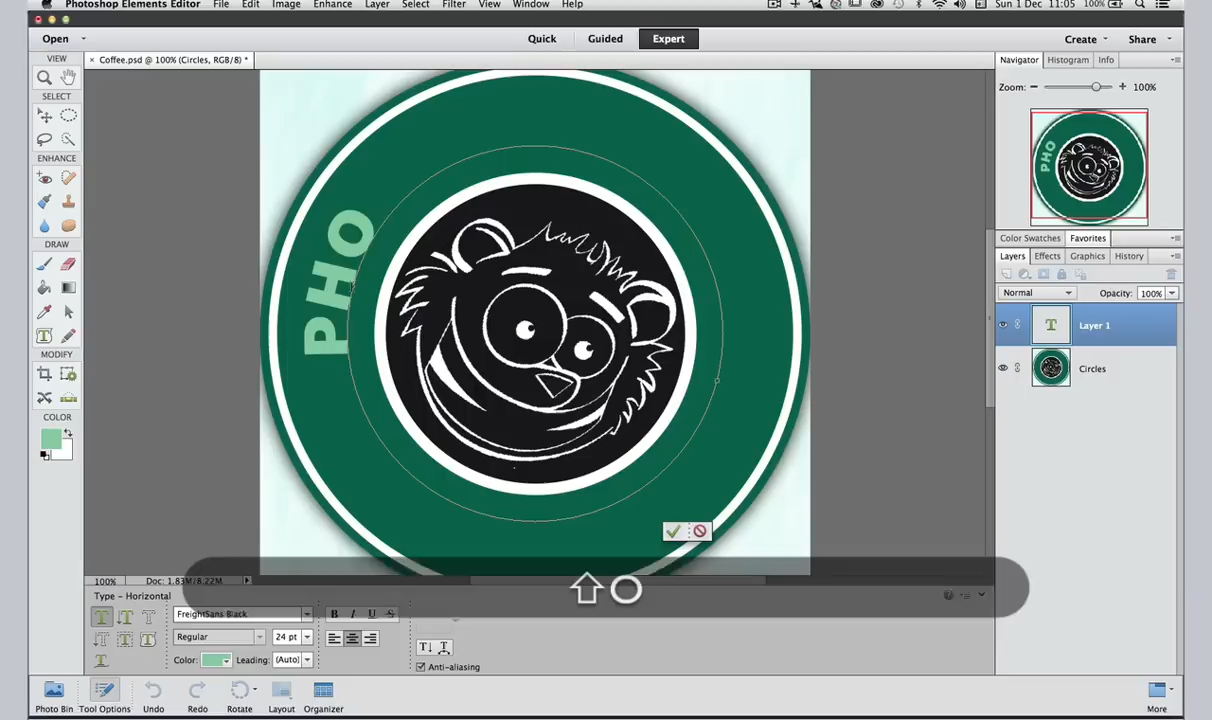 Photoshop Elements Editor File Edit Image Enhance Layer Select Filter View Window Help
Sun 1 Dec 11:05 100%
Open Quick Guided Expert Create Share
VIEW
× Coffee.psd @ 100% (Circles, RGB/8) *
Navigator Histogram Info
Zoom: 100%
SELECT
ENHANCE
DRAW
PHO
PHO
Color Swatches Favorites
Layers Effects Graphics History
Normal Opacity: 100%
T Layer 1
Circles
MODIFY
COLOR
100% Doc: 1.83M/8.22M
⇧ O
Type - Horizontal
FreightSans Black B I U S
Regular 24 pt
Color: Leading: (Auto)
Anti-aliasing
Photo Bin Tool Options Undo Redo Rotate Layout Organizer More